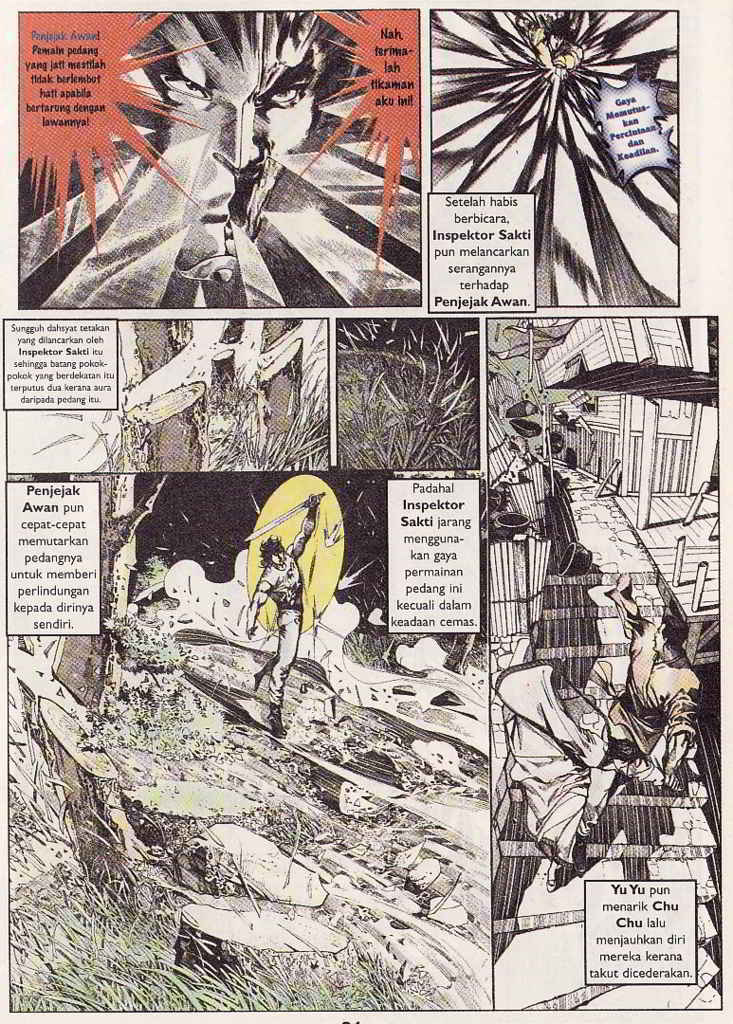 Penjejak Awan!
Pemain pedang
yang jati mestilah
tidak berlembut
hati apabila
bertarung dengan
lawannya!
Nah,
terima-
lah
tikaman
aku ini!
Gaya
Memutus-
kan
Percintaan
dan
Keadilan.
Setelah habis
berbicara,
Inspektor Sakti
pun melancarkan
serangannya
terhadap
Penjejak Awan.
Sungguh dahsyat tetakan
yang dilancarkan oleh
Inspektor Sakti itu
sehingga batang pokok-
pokok yang berdekatan itu
terputus dua kerana aura
daripada pedang itu.
Penjejak
Awan pun
cepat-cepat
memutarkan
pedangnya
untuk memberi
perlindungan
kepada dirinya
sendiri.
Padahal
Inspektor
Sakti jarang
mengguna-
kan gaya
permainan
pedang ini
kecuali dalam
keadaan cemas.
Yu Yu pun
menarik Chu
Chu lalu
menjauhkan diri
mereka kerana
takut dicederakan.